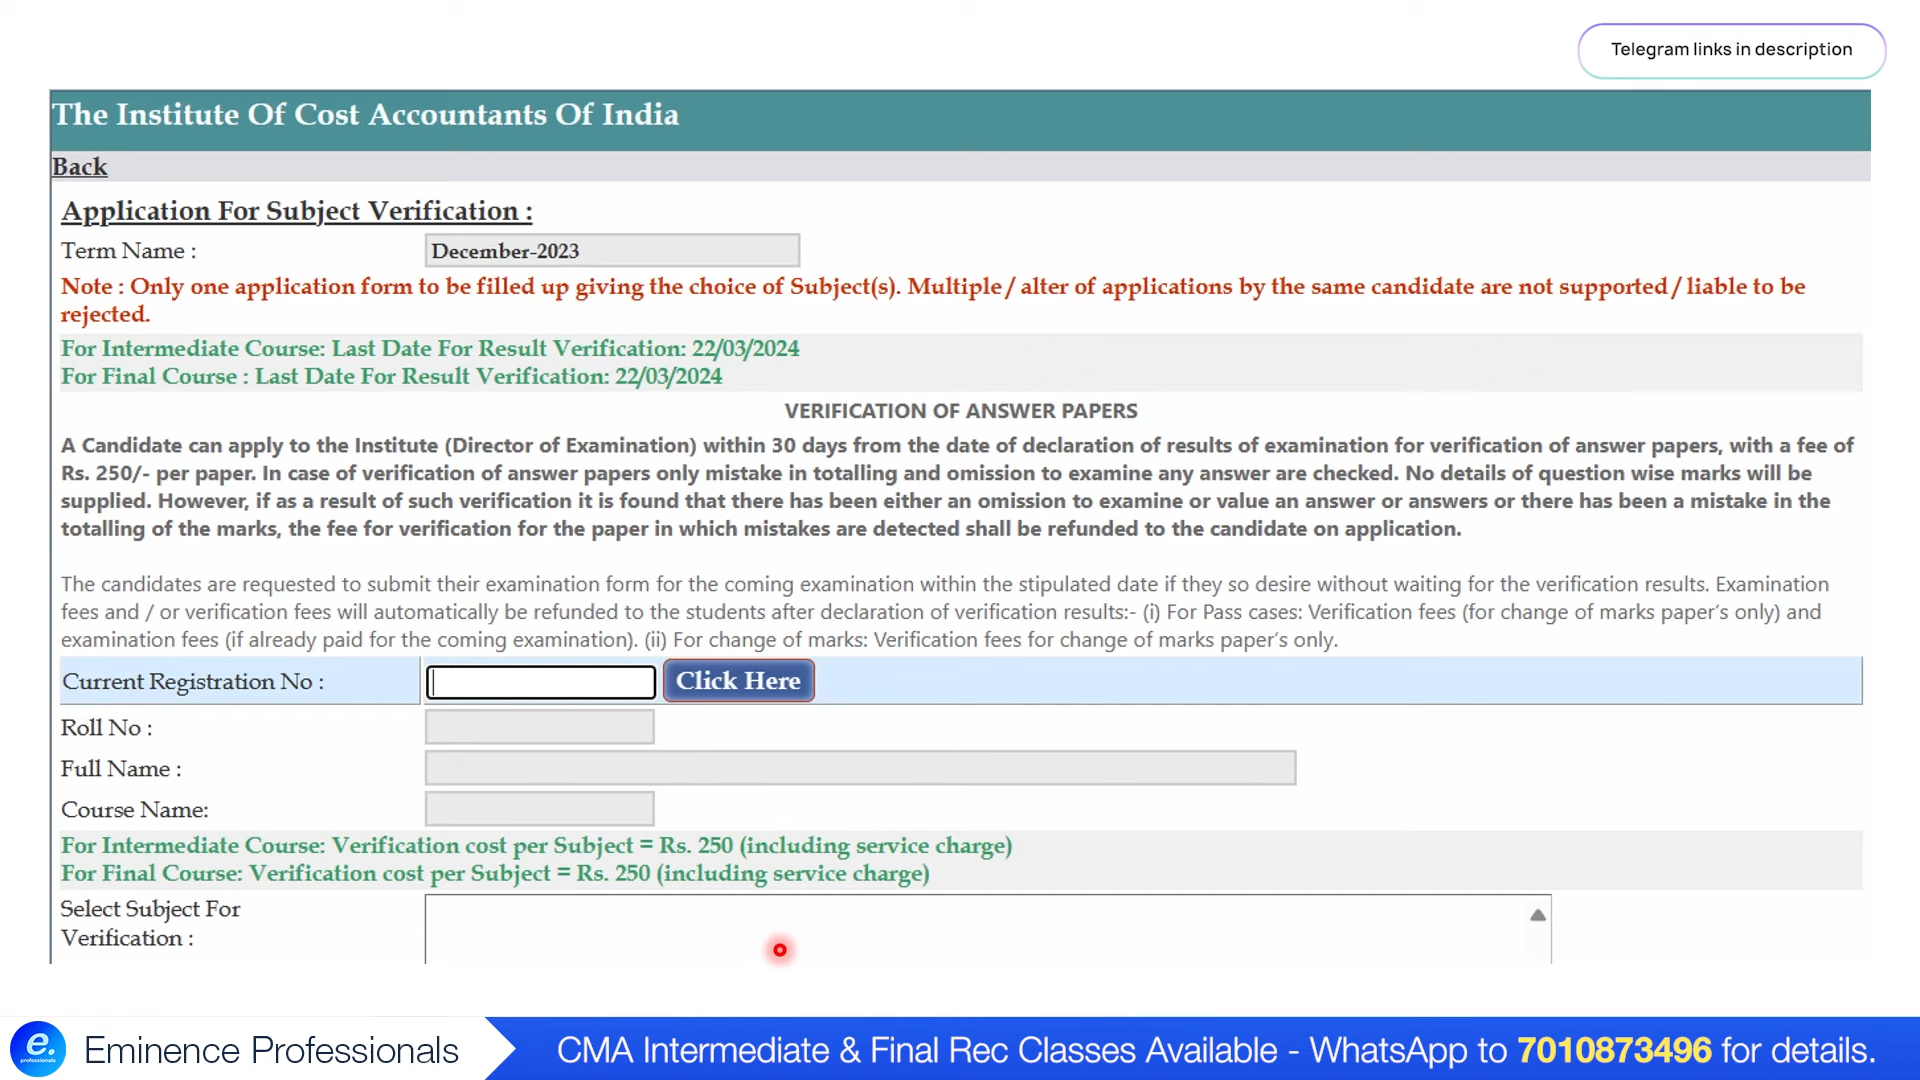 Telegram links in description
The Institute Of Cost Accountants Of India
Back
Application For Subject Verification :
Term Name :
December-2023
Note : Only one application form to be filled up giving the choice of Subject(s). Multiple / alter of applications by the same candidate are not supported / liable to be
rejected.
For Intermediate Course: Last Date For Result Verification: 22/03/2024
For Final Course : Last Date For Result Verification: 22/03/2024
VERIFICATION OF ANSWER PAPERS
A Candidate can apply to the Institute (Director of Examination) within 30 days from the date of declaration of results of examination for verification of answer papers, with a fee of
Rs. 250/- per paper. In case of verification of answer papers only mistake in totalling and omission to examine any answer are checked. No details of question wise marks will be
supplied. However, if as a result of such verification it is found that there has been either an omission to examine or value an answer or answers or there has been a mistake in the
totalling of the marks, the fee for verification for the paper in which mistakes are detected shall be refunded to the candidate on application.
The candidates are requested to submit their examination form for the coming examination within the stipulated date if they so desire without waiting for the verification results. Examination
fees and / or verification fees will automatically be refunded to the students after declaration of verification results:- (i) For Pass cases: Verification fees (for change of marks paper's only) and
examination fees (if already paid for the coming examination). (ii) For change of marks: Verification fees for change of marks paper's only.
Current Registration No :
Click Here
Roll No :
Full Name :
Course Name:
For Intermediate Course: Verification cost per Subject = Rs. 250 (including service charge)
For Final Course: Verification cost per Subject = Rs. 250 (including service charge)
Select Subject For
Verification :
e.
professionals
Eminence Professionals
CMA Intermediate & Final Rec Classes Available - WhatsApp to 7010873496 for details.